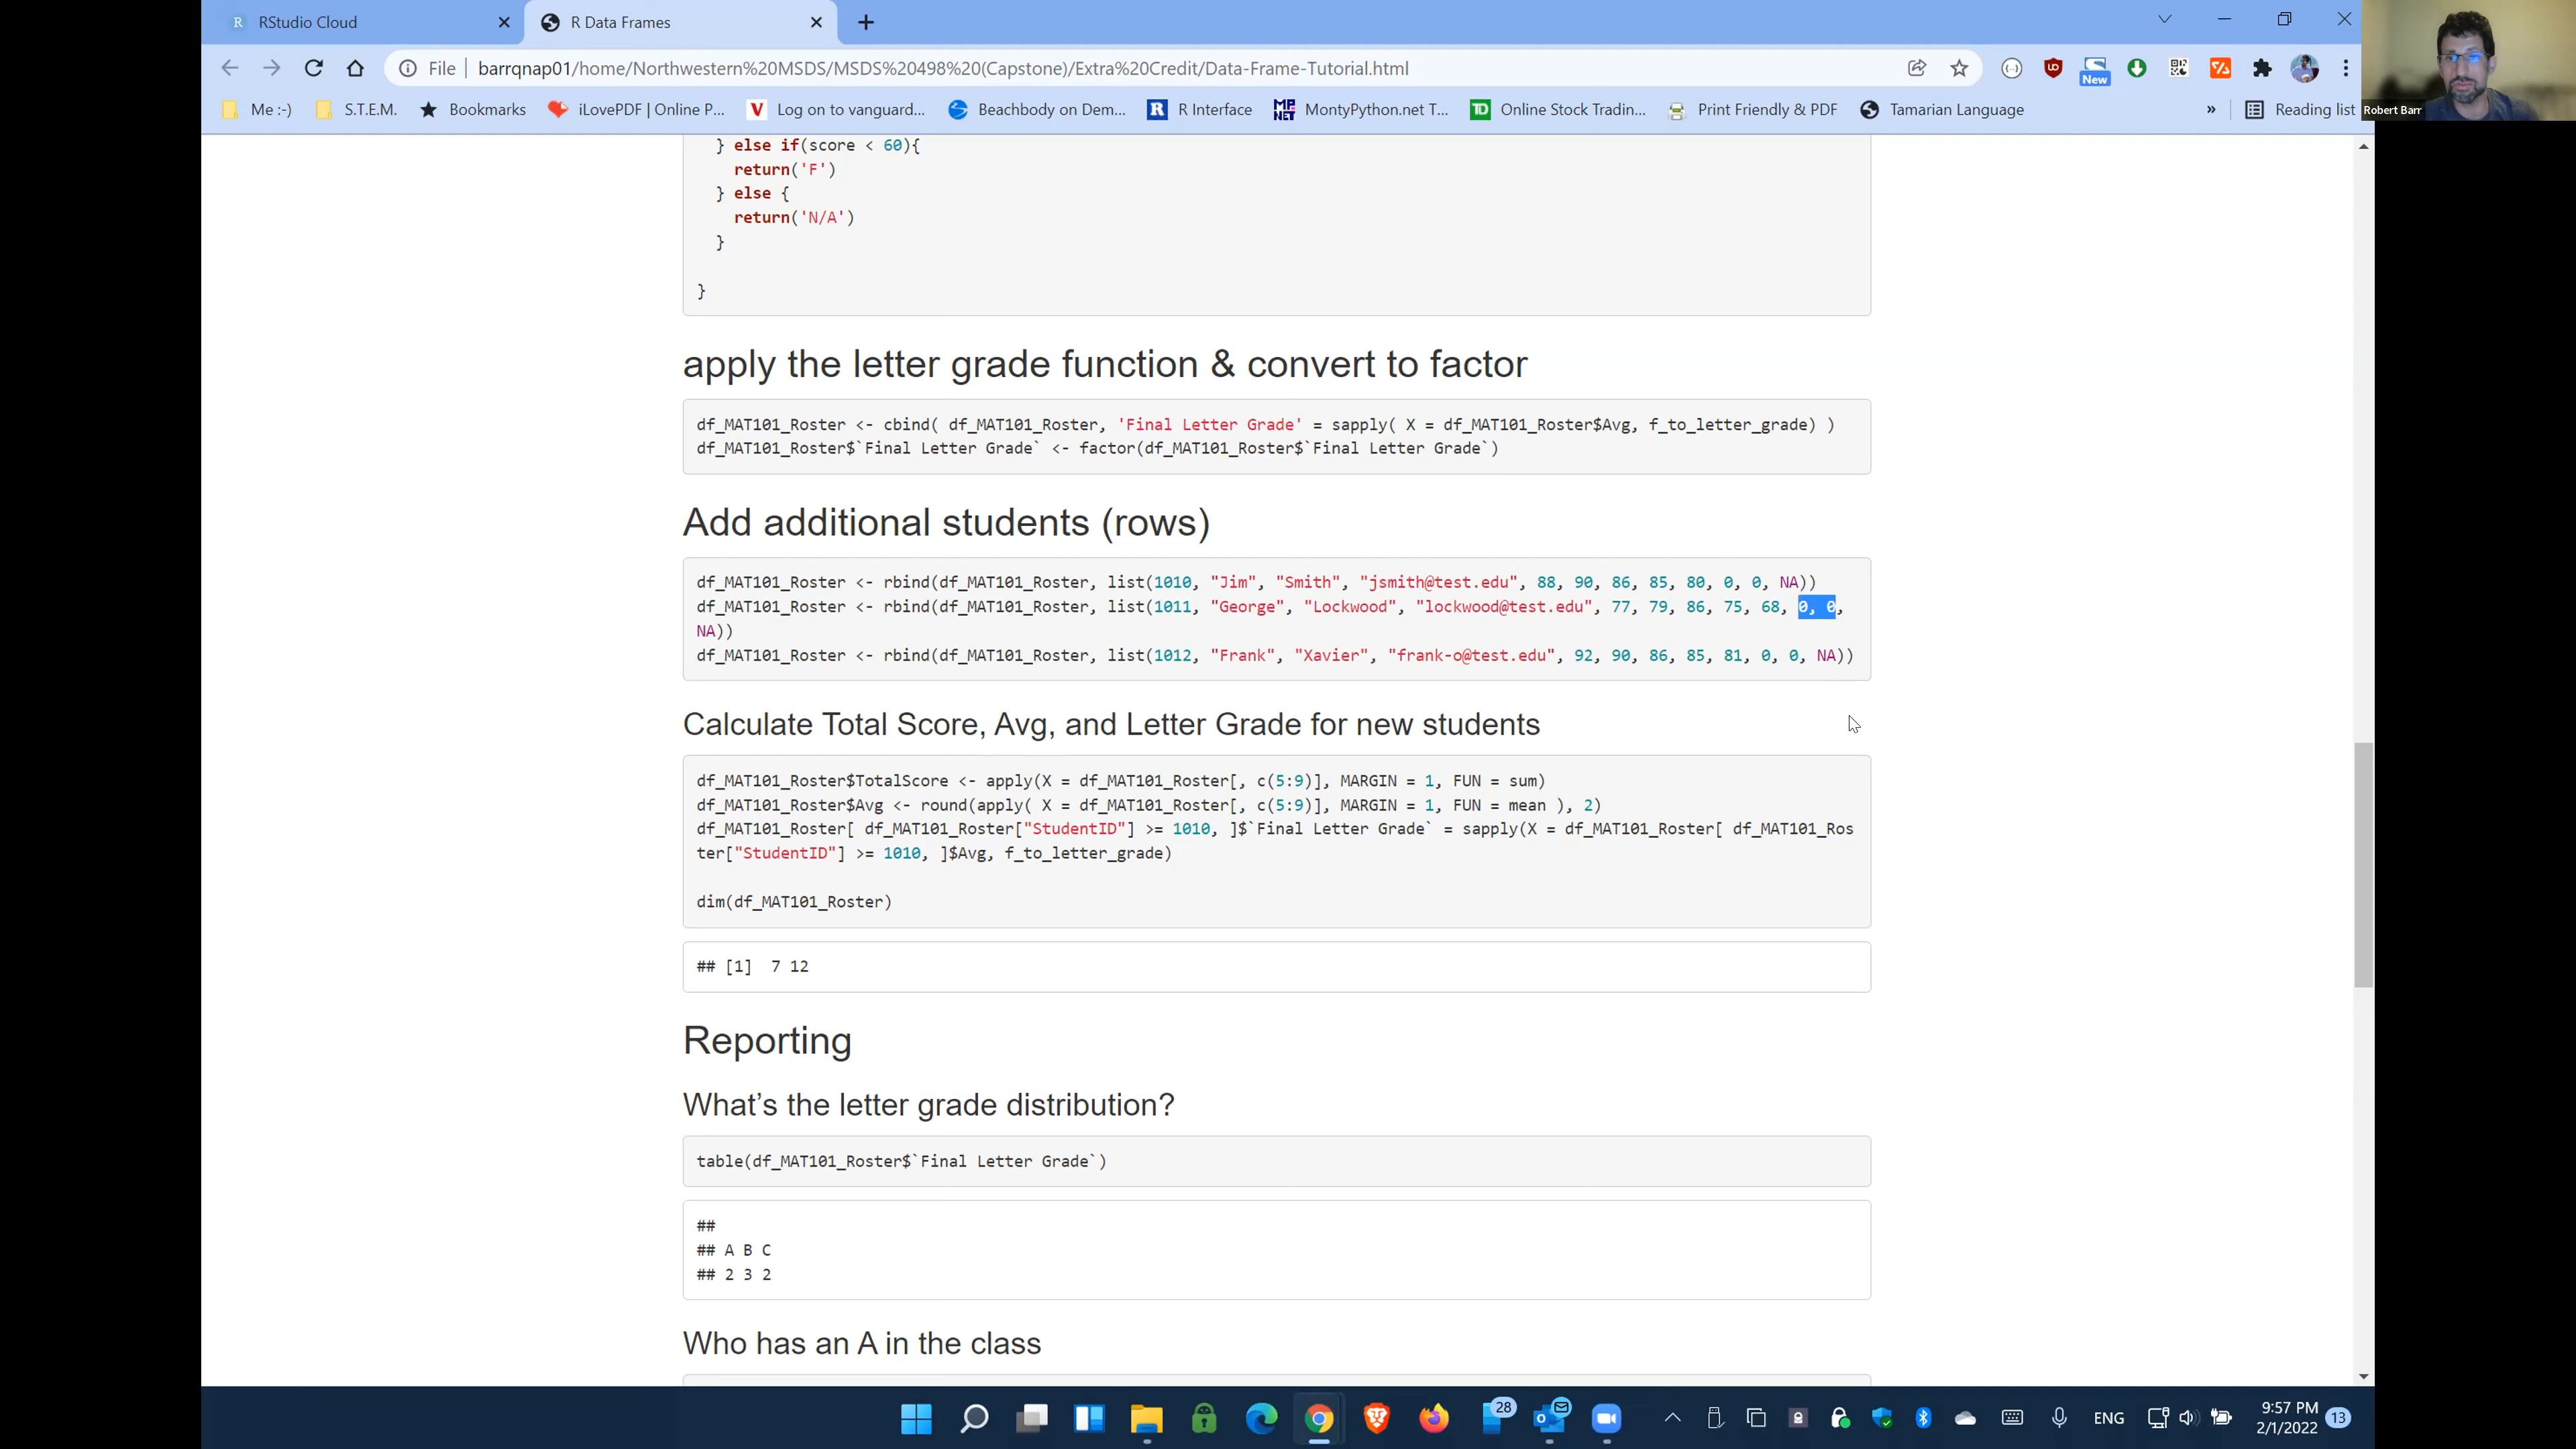 RStudio Cloud
R Data Frames
File | barrqnap01/home/Northwestern%20MSDS/MSDS%20498%20(Capstone)/Extra%20Credit/Data-Frame-Tutorial.html
New
Me :-) S.T.E.M. Bookmarks iLovePDF | Online P... Log on to vanguard... Beachbody on Dem... R Interface MontyPython.net T... Online Stock Tradin... Print Friendly & PDF Tamarian Language » Reading list
Robert Barr
} else if(score < 60){
return('F')
} else {
return('N/A')
}
}
apply the letter grade function & convert to factor
df_MAT101_Roster <- cbind( df_MAT101_Roster, 'Final Letter Grade' = sapply( X = df_MAT101_Roster$Avg, f_to_letter_grade) )
df_MAT101_Roster$`Final Letter Grade` <- factor(df_MAT101_Roster$`Final Letter Grade`)
Add additional students (rows)
df_MAT101_Roster <- rbind(df_MAT101_Roster, list(1010, "Jim", "Smith", "jsmith@test.edu", 88, 90, 86, 85, 80, 0, 0, NA))
df_MAT101_Roster <- rbind(df_MAT101_Roster, list(1011, "George", "Lockwood", "lockwood@test.edu", 77, 79, 86, 75, 68, 0, 0,
NA))
df_MAT101_Roster <- rbind(df_MAT101_Roster, list(1012, "Frank", "Xavier", "frank-o@test.edu", 92, 90, 86, 85, 81, 0, 0, NA))
Calculate Total Score, Avg, and Letter Grade for new students
df_MAT101_Roster$TotalScore <- apply(X = df_MAT101_Roster[, c(5:9)], MARGIN = 1, FUN = sum)
df_MAT101_Roster$Avg <- round(apply( X = df_MAT101_Roster[, c(5:9)], MARGIN = 1, FUN = mean ), 2)
df_MAT101_Roster[ df_MAT101_Roster["StudentID"] >= 1010, ]$`Final Letter Grade` = sapply(X = df_MAT101_Roster[ df_MAT101_Ros
ter["StudentID"] >= 1010, ]$Avg, f_to_letter_grade)
dim(df_MAT101_Roster)
## [1]  7 12
Reporting
What's the letter grade distribution?
table(df_MAT101_Roster$`Final Letter Grade`)
##
## A B C
## 2 3 2
Who has an A in the class
28
ENG
9:57 PM
2/1/2022
13